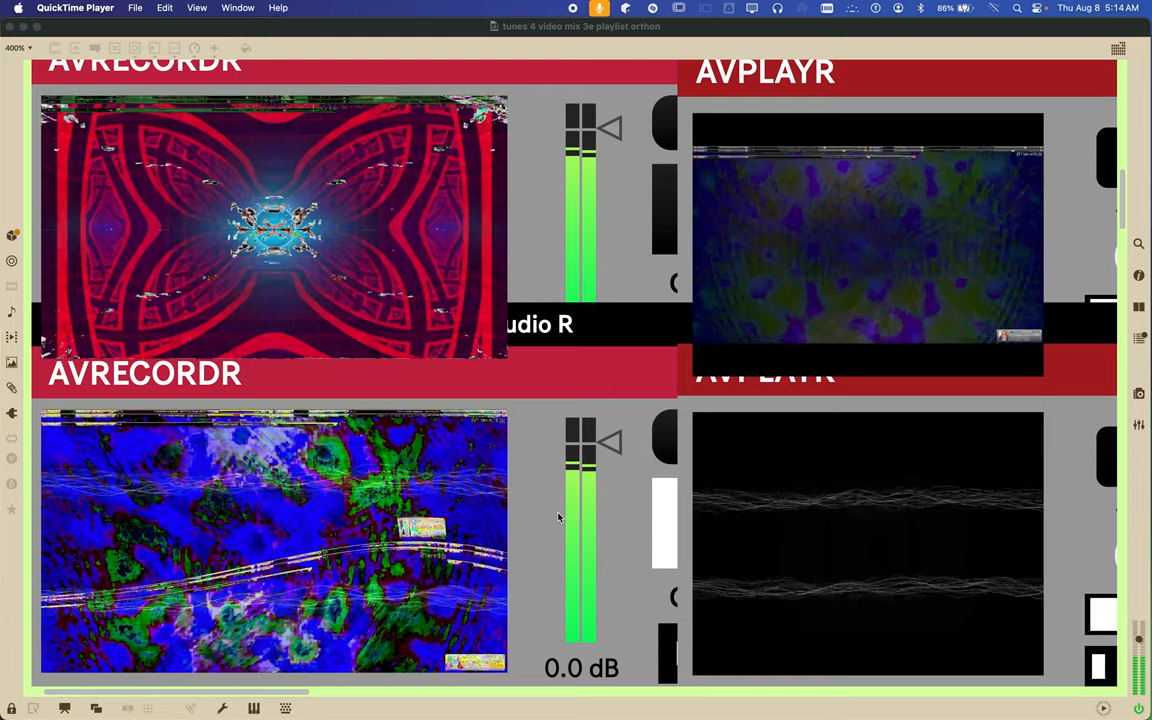 QuickTime Player File Edit View Window Help 86% Thu Aug 8 5:14 AM
tunes 4 video mix 3e playlist orthon
400%
AVRECORDR
AVPLAYR
udio R
AVRECORDR
AVPLAYR
0.0 dB